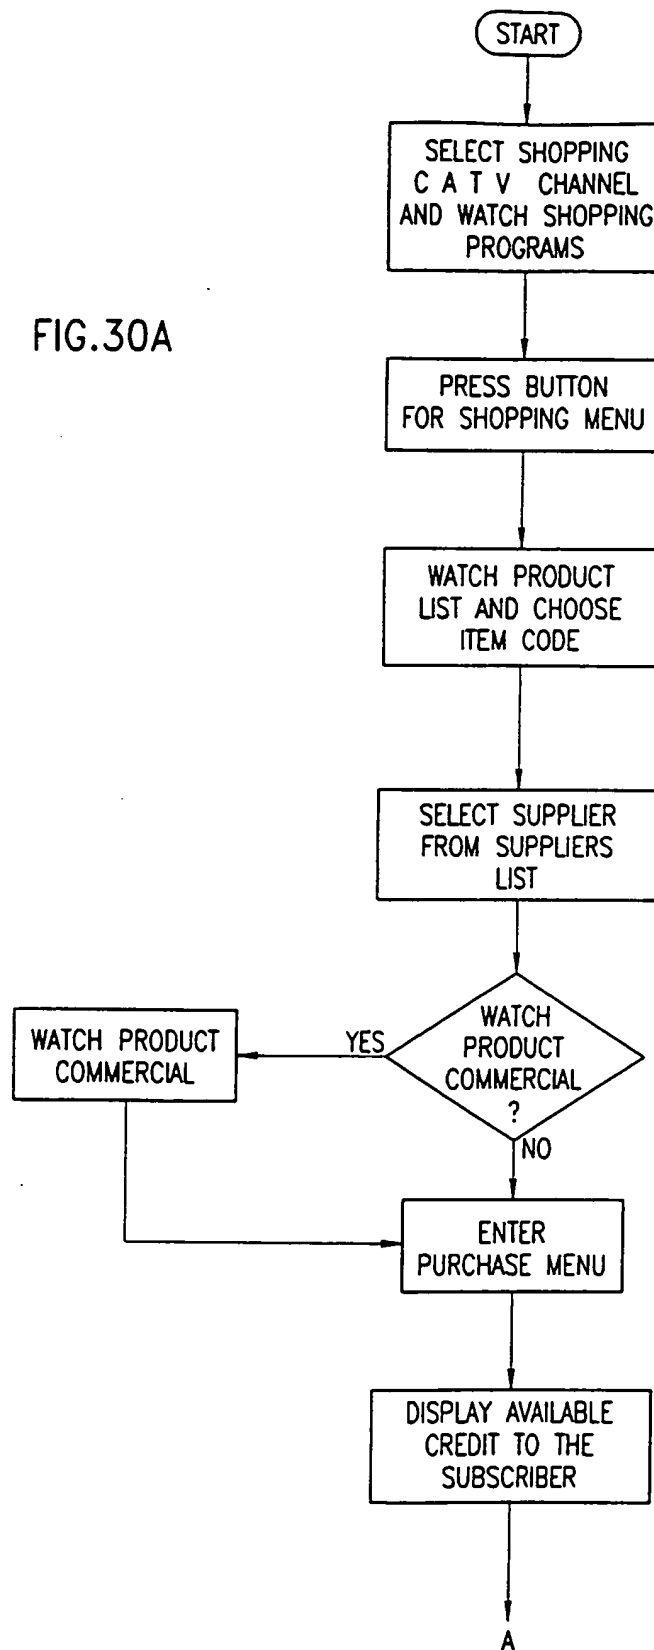 START
SELECT SHOPPING
C A T V CHANNEL
AND WATCH SHOPPING
PROGRAMS
FIG.30A
PRESS BUTTON
FOR SHOPPING MENU
WATCH PRODUCT
LIST AND CHOOSE
ITEM CODE
SELECT SUPPLIER
FROM SUPPLIERS
LIST
WATCH
PRODUCT
COMMERCIAL
?
YES
WATCH PRODUCT
COMMERCIAL
NO
ENTER
PURCHASE MENU
DISPLAY AVAILABLE
CREDIT TO THE
SUBSCRIBER
A